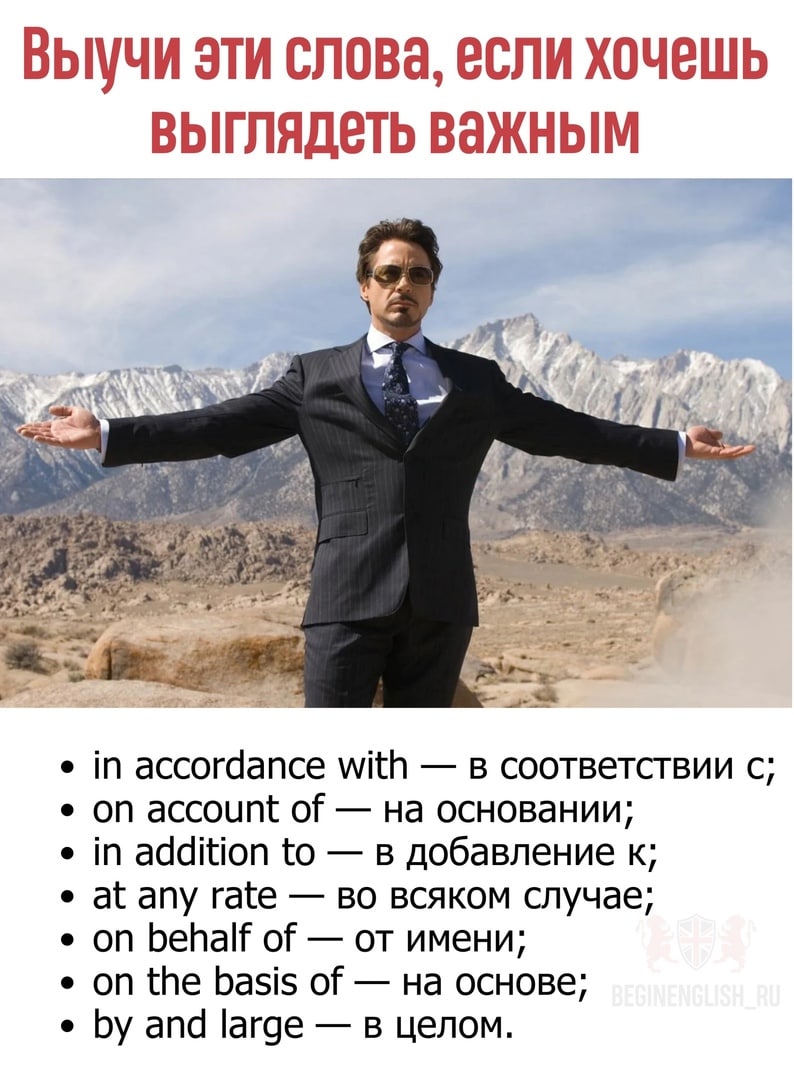 Выучи эти слова, если хочешь
выглядеть важным
• in accordance with — в соответствии с;
• on account of — на основании;
• in addition to — в добавление к;
• at any rate — во всяком случае;
• on behalf of — от имени;
• on the basis of — на основе;
• by and large — в целом.
BEGINENGLISH_RU